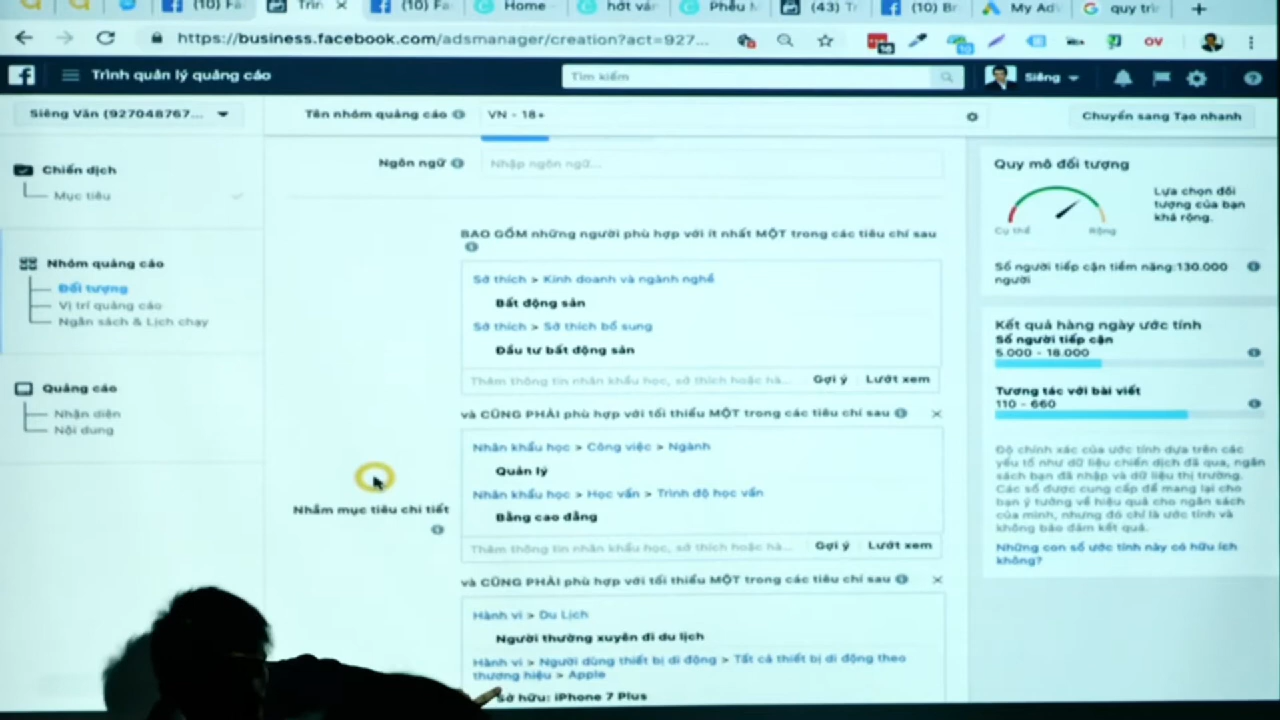 (10) Fa
Trìn
(10) Fa
Home
hớt vá
Phễu
(43) T
(10) B
My Ad
quy trì
https://business.facebook.com/adsmanager/creation?act=927...
Trình quản lý quảng cáo
Tìm kiếm
Siêng
Siêng Văn (927048767...
Tên nhóm quảng cáo
VN - 18+
Chuyển sang Tạo nhanh
Chiến dịch
Mục tiêu
Nhóm quảng cáo
Đối tượng
Vị trí quảng cáo
Ngân sách & Lịch chạy
Quảng cáo
Nhận diện
Nội dung
Ngôn ngữ
Nhập ngôn ngữ...
BAO GỒM những người phù hợp với ít nhất MỘT trong các tiêu chí sau
Sở thích > Kinh doanh và ngành nghề
Bất động sản
Sở thích > Sở thích bổ sung
Đầu tư bất động sản
Thêm thông tin nhân khẩu học, sở thích hoặc hà...
Gợi ý
Lướt xem
và CŨNG PHẢI phù hợp với tối thiểu MỘT trong các tiêu chí sau
Nhân khẩu học > Công việc > Ngành
Quản lý
Nhân khẩu học > Học vấn > Trình độ học vấn
Bằng cao đẳng
Thêm thông tin nhân khẩu học, sở thích hoặc hà...
Gợi ý
Lướt xem
Nhắm mục tiêu chi tiết
và CŨNG PHẢI phù hợp với tối thiểu MỘT trong các tiêu chí sau
Hành vi > Du Lịch
Người thường xuyên đi du lịch
Hành vi > Người dùng thiết bị di động > Tất cả thiết bị di động theo
thương hiệu > Apple
Sở hữu: iPhone 7 Plus
Quy mô đối tượng
Cụ thể
Rộng
Lựa chọn đối
tượng của bạn
khá rộng.
Số người tiếp cận tiềm năng:130.000
người
Kết quả hàng ngày ước tính
Số người tiếp cận
5.000 - 18.000
Tương tác với bài viết
110 - 660
Độ chính xác của ước tính dựa trên các
yếu tố như dữ liệu chiến dịch đã qua, ngân
sách bạn đã nhập và dữ liệu thị trường.
Các số được cung cấp để mang lại cho
bạn ý tưởng về hiệu quả cho ngân sách
của mình, nhưng đó chỉ là ước tính và
không bảo đảm kết quả.
Những con số ước tính này có hữu ích
không?